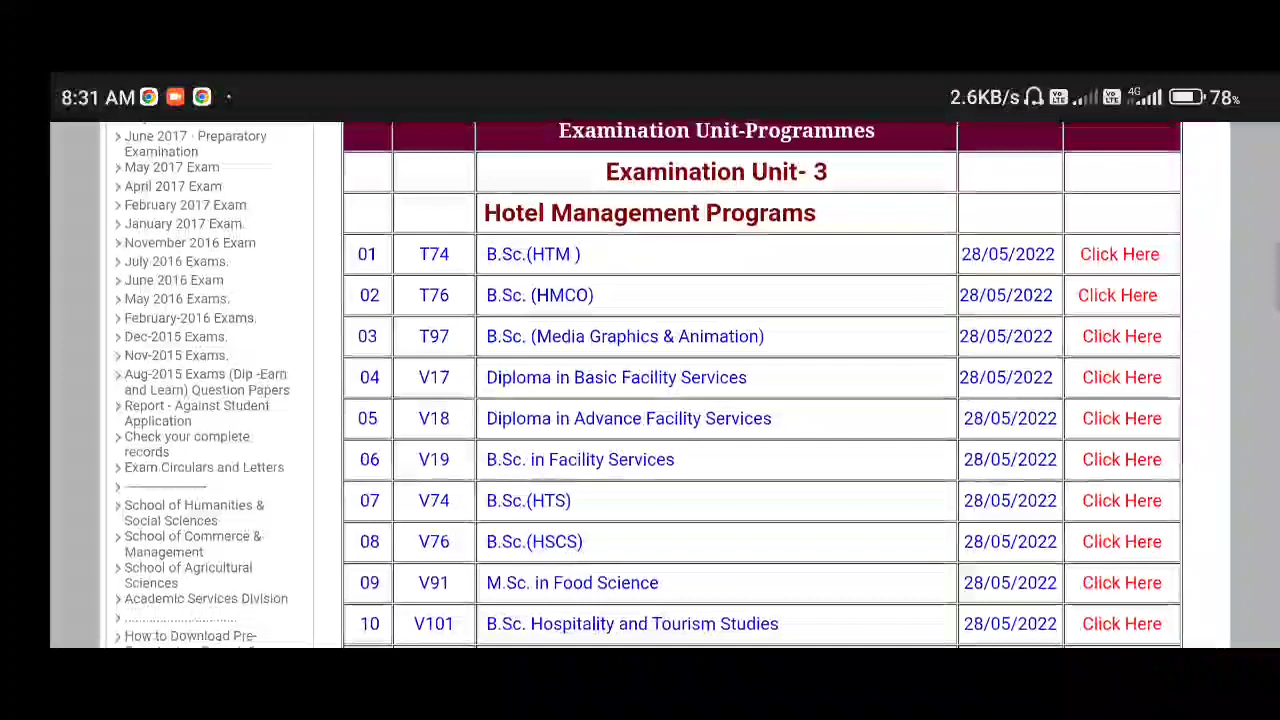 8:31 AM
2.6KB/s
4G
78%
June 2017 - Preparatory
Examination
May 2017 Exam
April 2017 Exam
February 2017 Exam
January 2017 Exam.
November 2016 Exam
July 2016 Exams.
June 2016 Exam
May 2016 Exams.
February-2016 Exams.
Dec-2015 Exams.
Nov-2015 Exams.
Aug-2015 Exams (Dip -Earn
and Learn) Question Papers
Report - Against Student
Application
Check your complete
records
Exam Circulars and Letters
School of Humanities &
Social Sciences
School of Commerce &
Management
School of Agricultural
Sciences
Academic Services Division
How to Download Pre-
Examination Unit-Programmes
Examination Unit- 3
Hotel Management Programs
01 T74 B.Sc.(HTM ) 28/05/2022 Click Here
02 T76 B.Sc. (HMCO) 28/05/2022 Click Here
03 T97 B.Sc. (Media Graphics & Animation) 28/05/2022 Click Here
04 V17 Diploma in Basic Facility Services 28/05/2022 Click Here
05 V18 Diploma in Advance Facility Services 28/05/2022 Click Here
06 V19 B.Sc. in Facility Services 28/05/2022 Click Here
07 V74 B.Sc.(HTS) 28/05/2022 Click Here
08 V76 B.Sc.(HSCS) 28/05/2022 Click Here
09 V91 M.Sc. in Food Science 28/05/2022 Click Here
10 V101 B.Sc. Hospitality and Tourism Studies 28/05/2022 Click Here